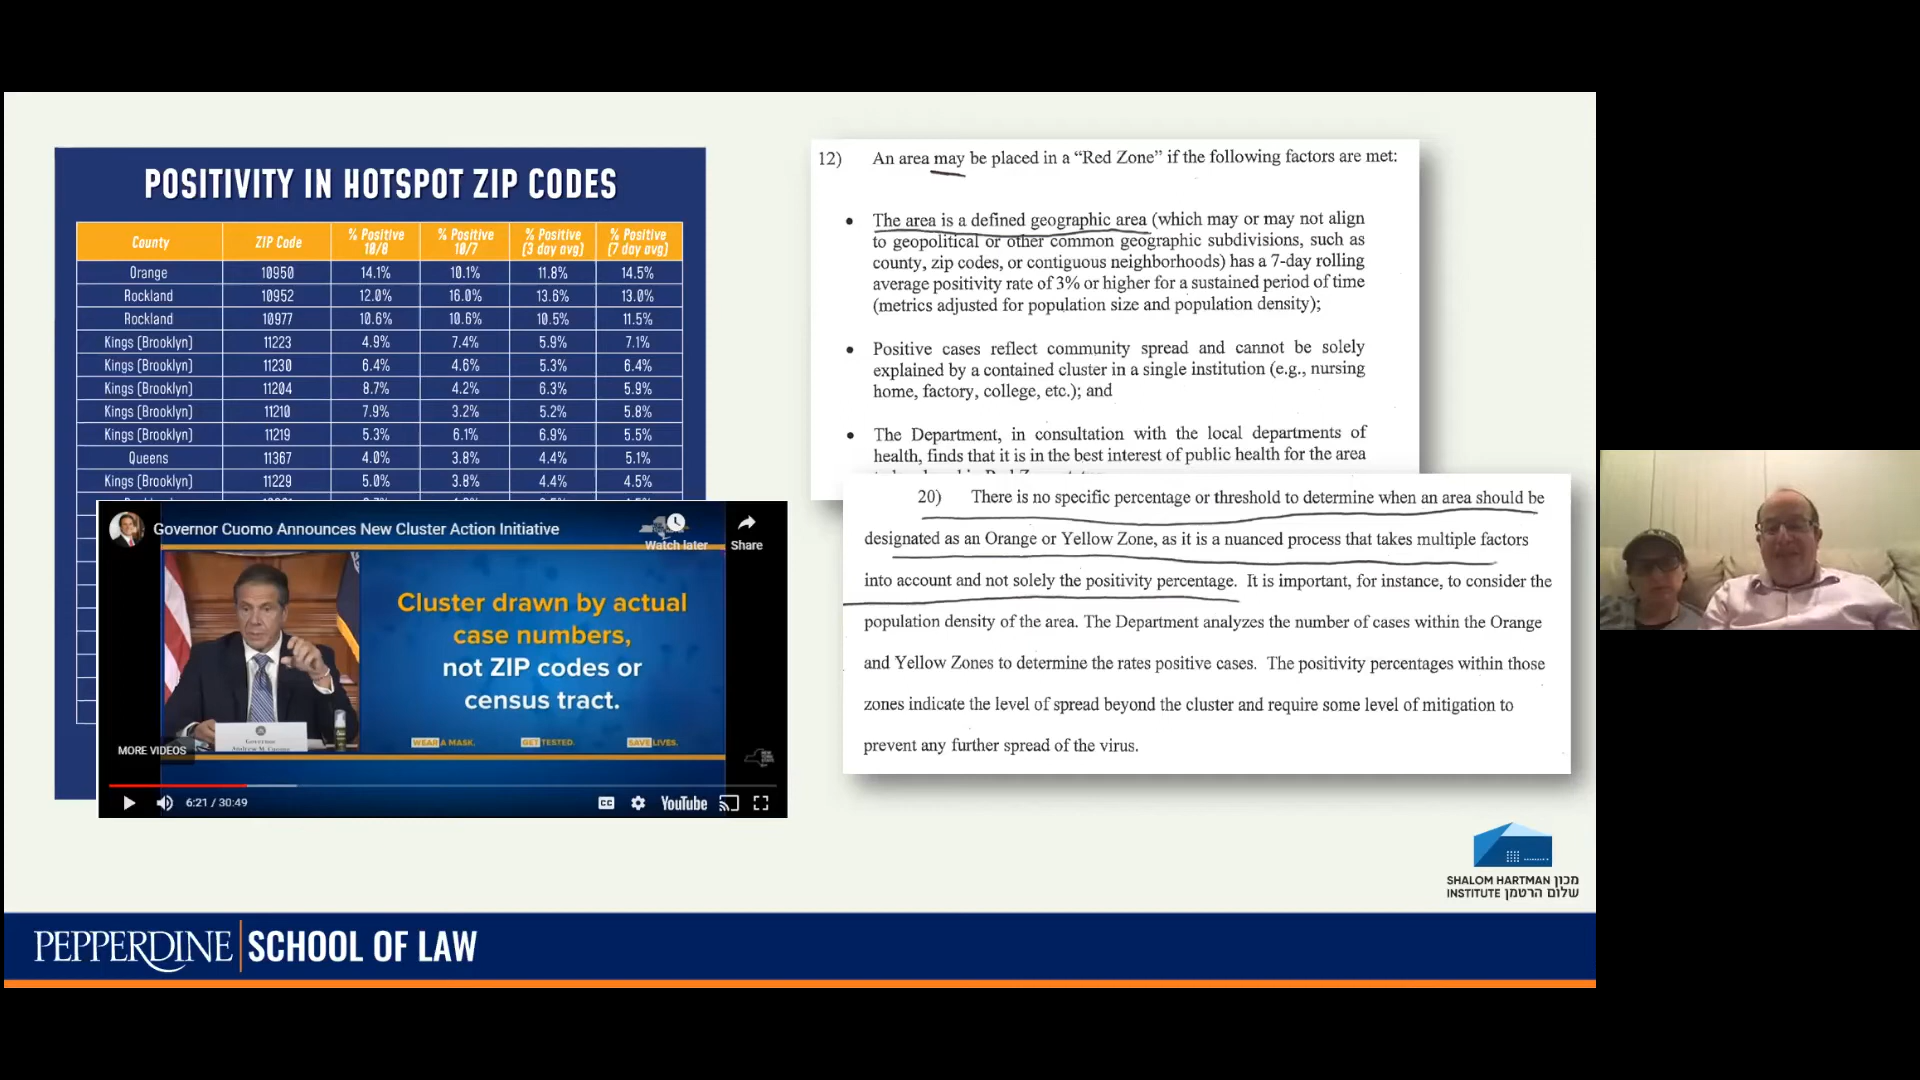 POSITIVITY IN HOTSPOT ZIP CODES
County ZIP Code % Positive 10/8 % Positive 10/7 % Positive (3 day avg) % Positive (7 day avg)
Orange 10950 14.1% 10.1% 11.8% 14.5%
Rockland 10952 12.0% 16.0% 13.6% 13.0%
Rockland 10977 10.6% 10.6% 10.5% 11.5%
Kings (Brooklyn) 11223 4.9% 7.4% 5.9% 7.1%
Kings (Brooklyn) 11230 6.4% 4.6% 5.3% 6.4%
Kings (Brooklyn) 11204 8.7% 4.2% 6.3% 5.9%
Kings (Brooklyn) 11210 7.9% 3.2% 5.2% 5.8%
Kings (Brooklyn) 11219 5.3% 6.1% 6.9% 5.5%
Queens 11367 4.0% 3.8% 4.4% 5.1%
Kings (Brooklyn) 11229 5.0% 3.8% 4.4% 4.5%
Governor Cuomo Announces New Cluster Action Initiative
Watch later
Share
Cluster drawn by actual
case numbers,
not ZIP codes or
census tract.
WEAR A MASK. GET TESTED. SAVE LIVES.
Governor
Andrew M. Cuomo
MORE VIDEOS
6:21 / 30:49
CC
YouTube
12) An area may be placed in a “Red Zone” if the following factors are met:
• The area is a defined geographic area (which may or may not align
to geopolitical or other common geographic subdivisions, such as
county, zip codes, or contiguous neighborhoods) has a 7-day rolling
average positivity rate of 3% or higher for a sustained period of time
(metrics adjusted for population size and population density);
• Positive cases reflect community spread and cannot be solely
explained by a contained cluster in a single institution (e.g., nursing
home, factory, college, etc.); and
• The Department, in consultation with the local departments of
health, finds that it is in the best interest of public health for the area
20) There is no specific percentage or threshold to determine when an area should be
designated as an Orange or Yellow Zone, as it is a nuanced process that takes multiple factors
into account and not solely the positivity percentage. It is important, for instance, to consider the
population density of the area. The Department analyzes the number of cases within the Orange
and Yellow Zones to determine the rates positive cases. The positivity percentages within those
zones indicate the level of spread beyond the cluster and require some level of mitigation to
prevent any further spread of the virus.
SHALOM HARTMAN מכון
INSTITUTE שלום הרטמן
PEPPERDINE | SCHOOL OF LAW